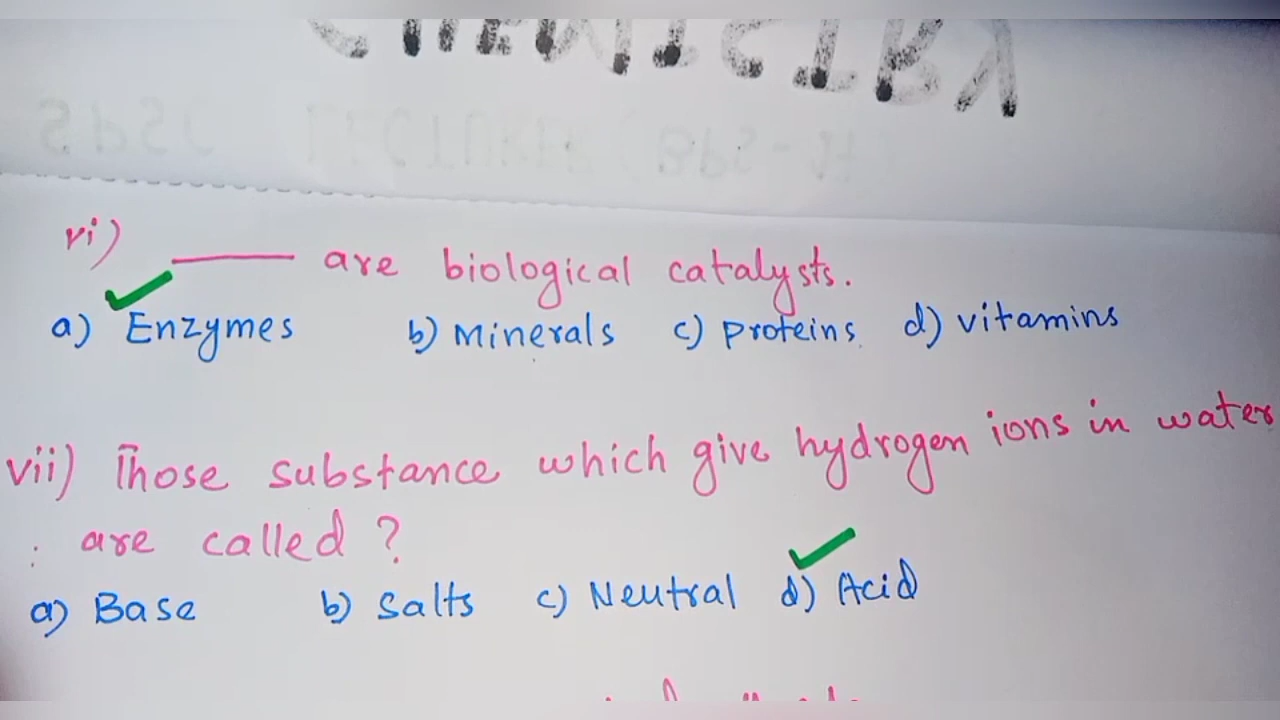 CHEMISTRY
vi) ______ are biological catalysts.
a) Enzymes b) Minerals c) Proteins d) vitamins
vii) Those substance which give hydrogen ions in water
are called ?
a) Base b) Salts c) Neutral d) Acid